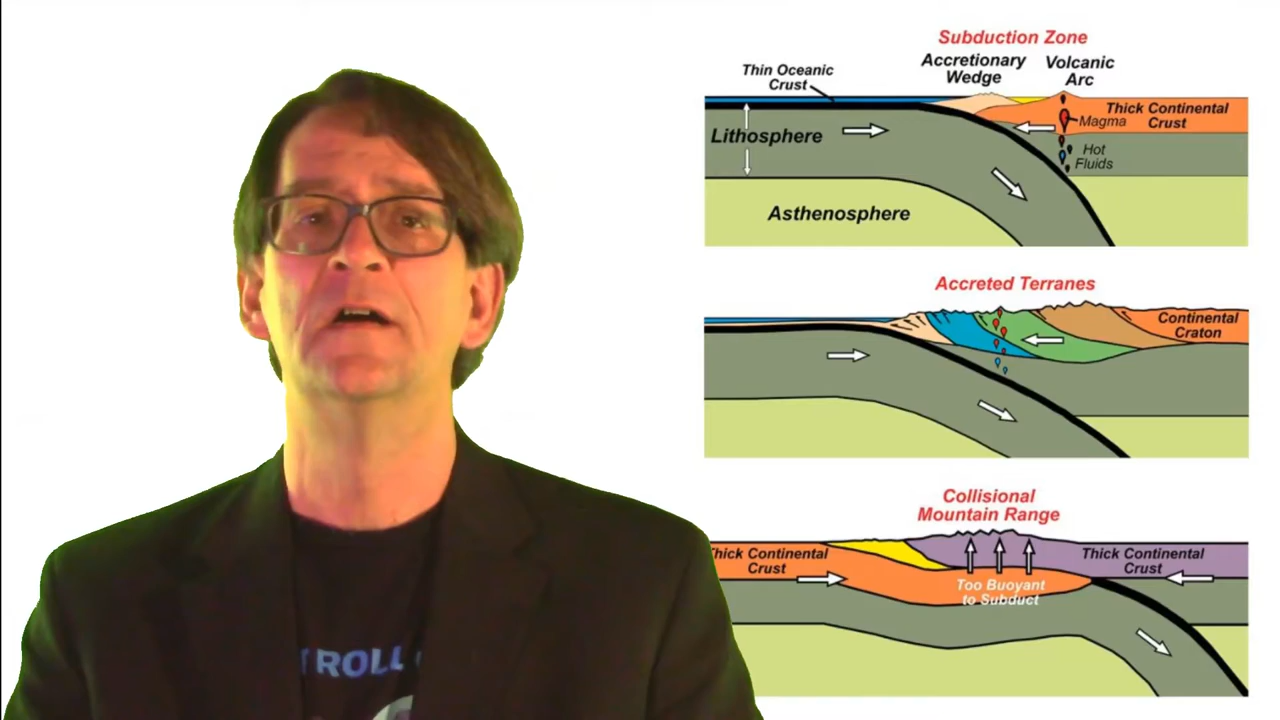 Subduction Zone
Accretionary
Wedge
Volcanic
Arc
Thin Oceanic
Crust
Thick Continental
Crust
Magma
Lithosphere
Hot
Fluids
Asthenosphere
Accreted Terranes
Continental
Craton
Collisional
Mountain Range
Thick Continental
Crust
Thick Continental
Crust
Too Buoyant
to Subduct
ROLL